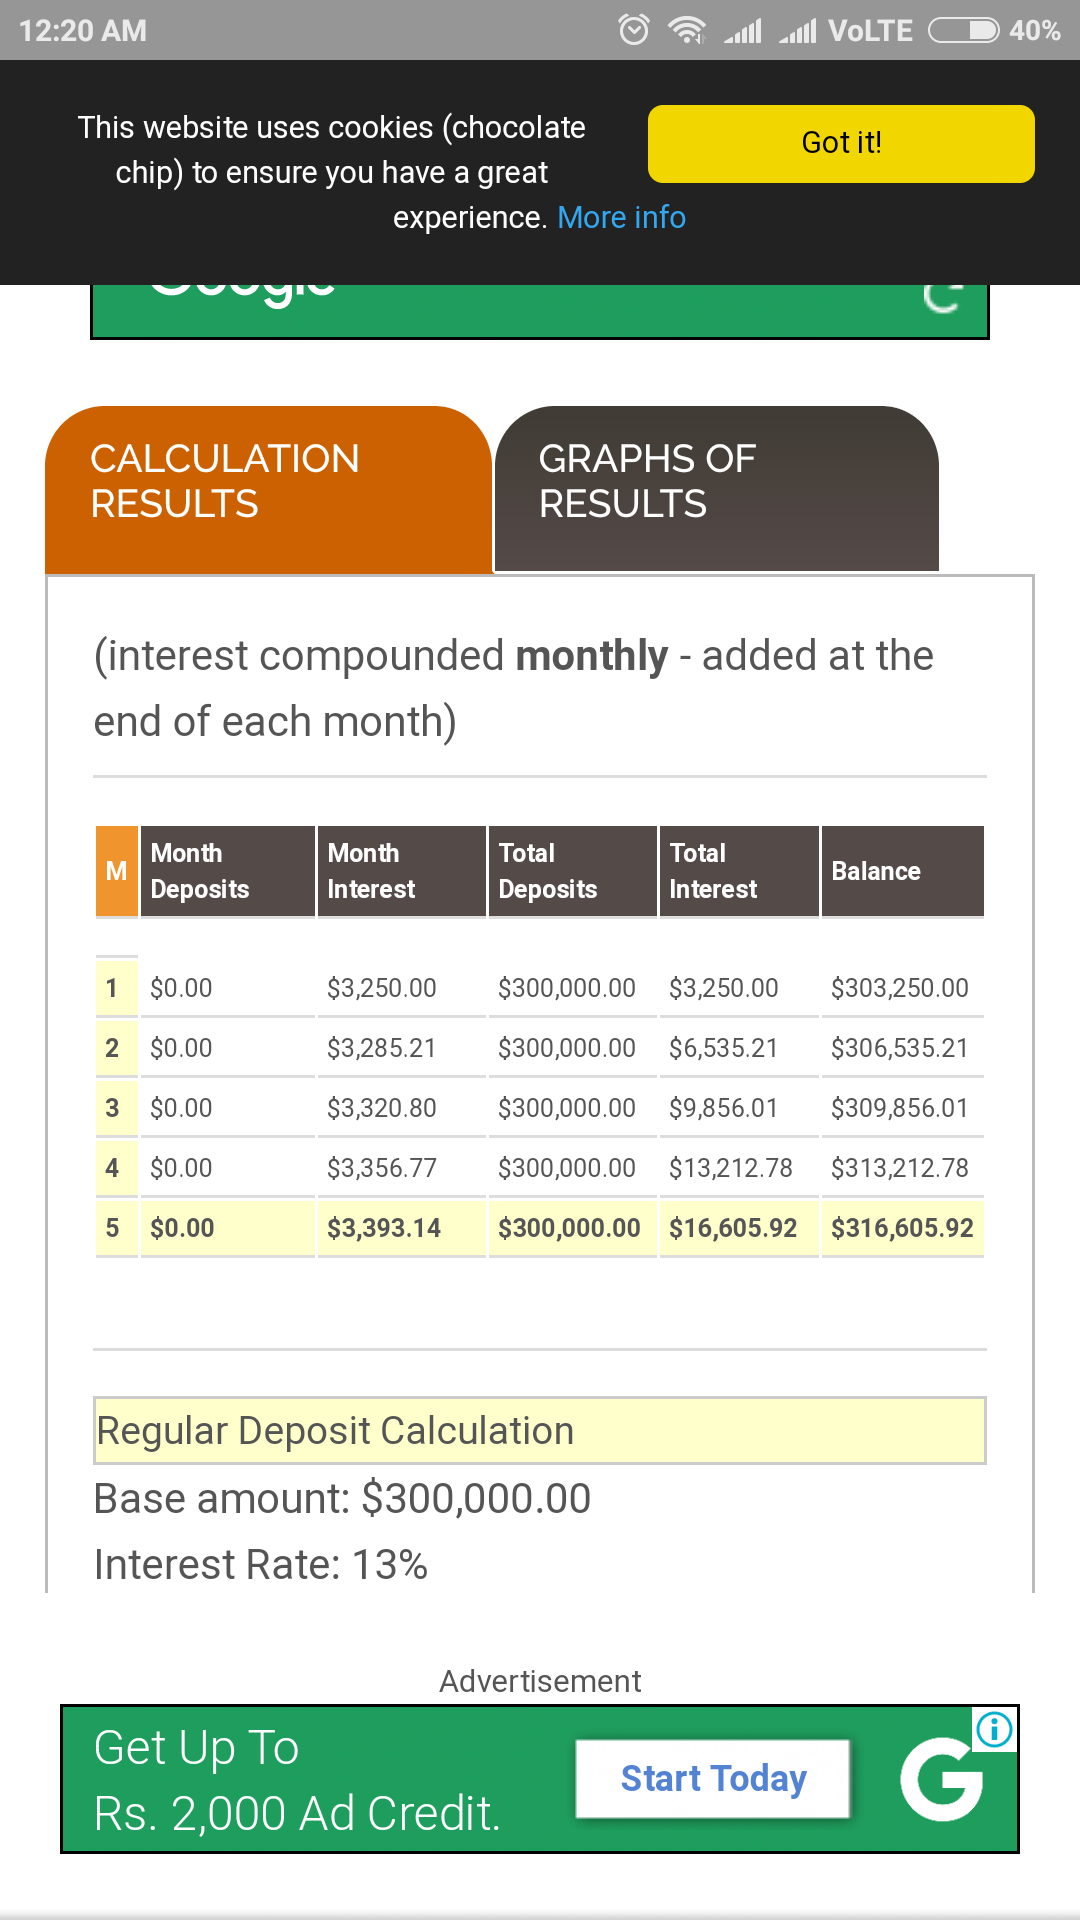 12:20 AM VoLTE 40%
This website uses cookies (chocolate
chip) to ensure you have a great
experience. More info
Got it!
Google
CALCULATION
RESULTS
GRAPHS OF
RESULTS
(interest compounded monthly - added at the
end of each month)
M Month Deposits Month Interest Total Deposits Total Interest Balance
1 $0.00 $3,250.00 $300,000.00 $3,250.00 $303,250.00
2 $0.00 $3,285.21 $300,000.00 $6,535.21 $306,535.21
3 $0.00 $3,320.80 $300,000.00 $9,856.01 $309,856.01
4 $0.00 $3,356.77 $300,000.00 $13,212.78 $313,212.78
5 $0.00 $3,393.14 $300,000.00 $16,605.92 $316,605.92
Regular Deposit Calculation
Base amount: $300,000.00
Interest Rate: 13%
Advertisement
Get Up To
Rs. 2,000 Ad Credit.
Start Today
G